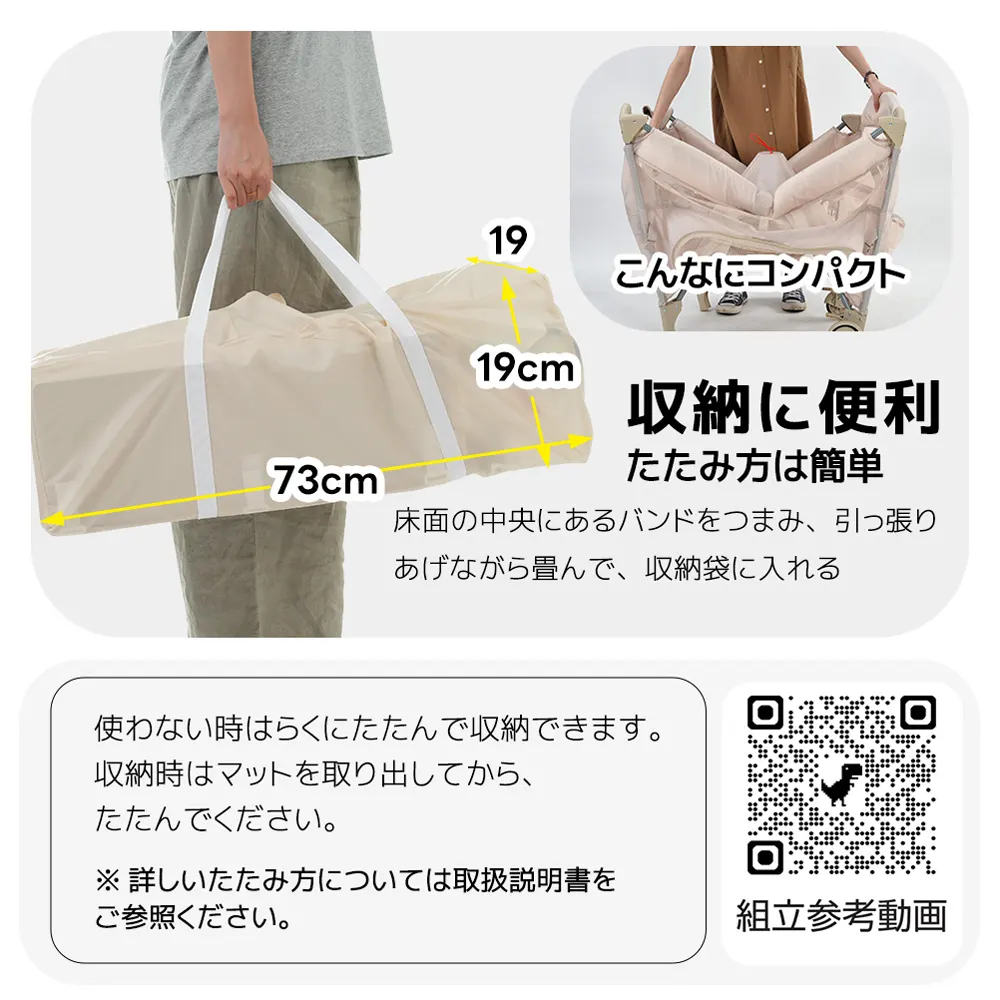 こんなにコンパクト
19
19cm
73cm
収納に便利
たたみ方は簡単
床面の中央にあるバンドをつまみ、引っ張り
あげながら畳んで、収納袋に入れる
使わない時はらくにたたんで収納できます。
収納時はマットを取り出してから、
たたんでください。
※ 詳しいたたみ方については取扱説明書を
ご参照ください。
組立参考動画